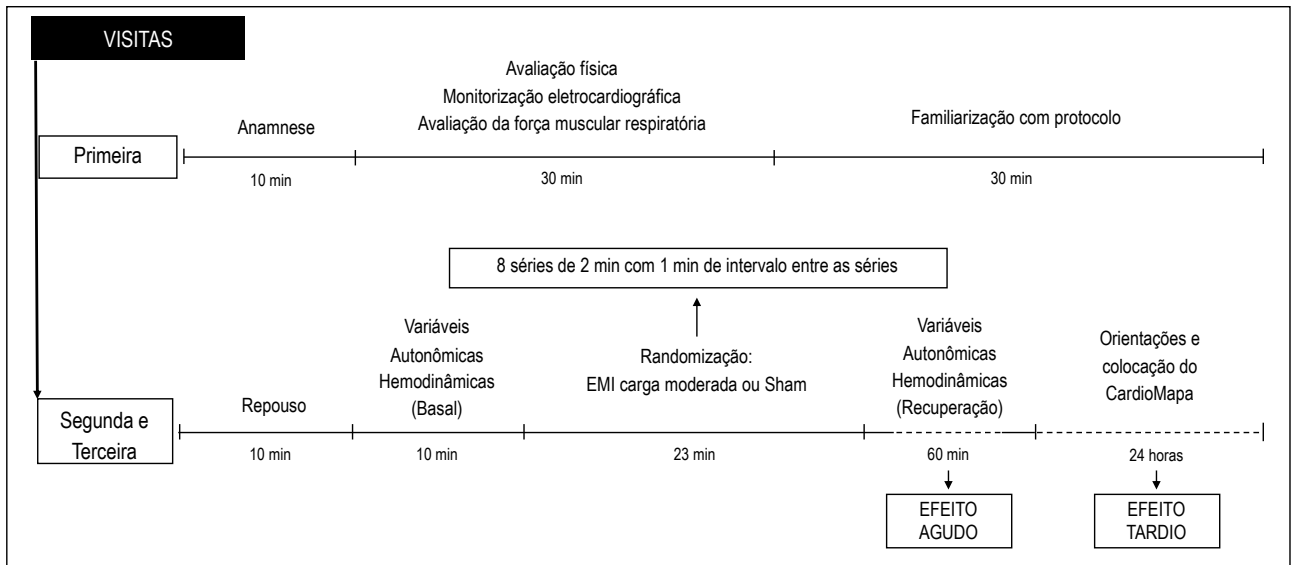 VISITAS
Avaliação física
Monitorização eletrocardiográfica
Avaliação da força muscular respiratória
Anamnese
Familiarização com protocolo
Primeira
10 min
30 min
30 min
8 séries de 2 min com 1 min de intervalo entre as séries
Variáveis
Autonômicas
Hemodinâmicas
(Basal)
Randomização:
EMI carga moderada ou Sham
Variáveis
Autonômicas
Hemodinâmicas
(Recuperação)
Orientações e
colocação do
CardioMapa
Repouso
Segunda e
Terceira
10 min
10 min
23 min
60 min
24 horas
EFEITO
AGUDO
EFEITO
TARDIO